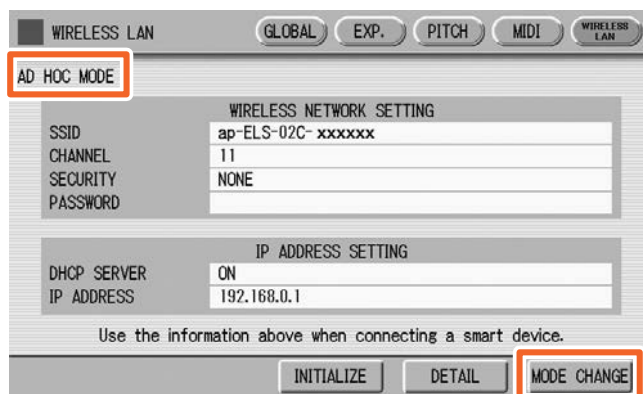 WIRELESS LAN GLOBAL EXP. PITCH MIDI WIRELESS LAN
AD HOC MODE
WIRELESS NETWORK SETTING
SSID ap-ELS-02C-xxxxxx
CHANNEL 11
SECURITY NONE
PASSWORD
IP ADDRESS SETTING
DHCP SERVER ON
IP ADDRESS 192.168.0.1
Use the information above when connecting a smart device.
INITIALIZE DETAIL MODE CHANGE